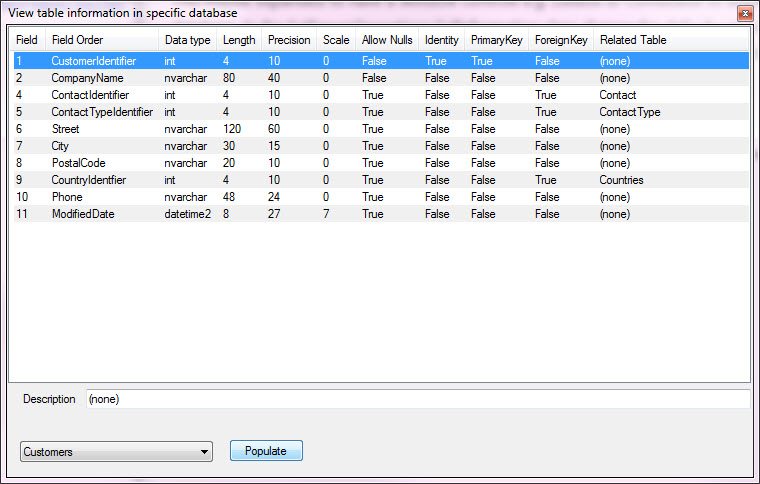 View table information in specific database
Field Field Order Data type Length Precision Scale Allow Nulls Identity PrimaryKey ForeignKey Related Table
1 CustomerIdentifier int 4 10 0 False True True False (none)
2 CompanyName nvarchar 80 40 0 False False False False (none)
4 ContactIdentifier int 4 10 0 True False False True Contact
5 ContactTypeIdentifier int 4 10 0 True False False True ContactType
6 Street nvarchar 120 60 0 True False False False (none)
7 City nvarchar 30 15 0 True False False False (none)
8 PostalCode nvarchar 20 10 0 True False False False (none)
9 CountryIdentfier int 4 10 0 True False False True Countries
10 Phone nvarchar 48 24 0 True False False False (none)
11 ModifiedDate datetime2 8 27 7 True False False False (none)
Description (none)
Customers Populate